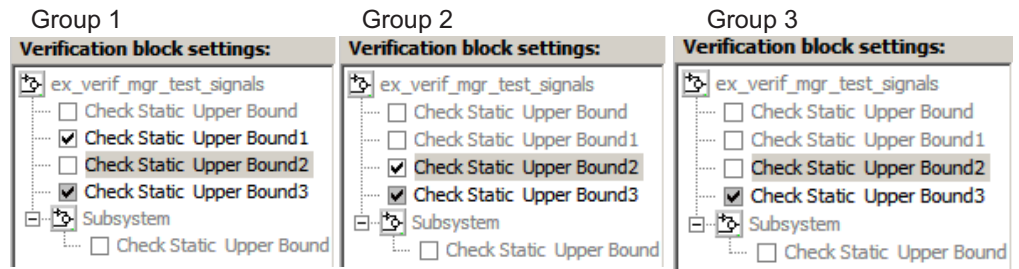 Group 1
Verification block settings:
ex_verif_mgr_test_signals
Check Static Upper Bound
Check Static Upper Bound1
Check Static Upper Bound2
Check Static Upper Bound3
Subsystem
Check Static Upper Bound
Group 2
Verification block settings:
ex_verif_mgr_test_signals
Check Static Upper Bound
Check Static Upper Bound1
Check Static Upper Bound2
Check Static Upper Bound3
Subsystem
Check Static Upper Bound
Group 3
Verification block settings:
ex_verif_mgr_test_signals
Check Static Upper Bound
Check Static Upper Bound1
Check Static Upper Bound2
Check Static Upper Bound3
Subsystem
Check Static Upper Bound